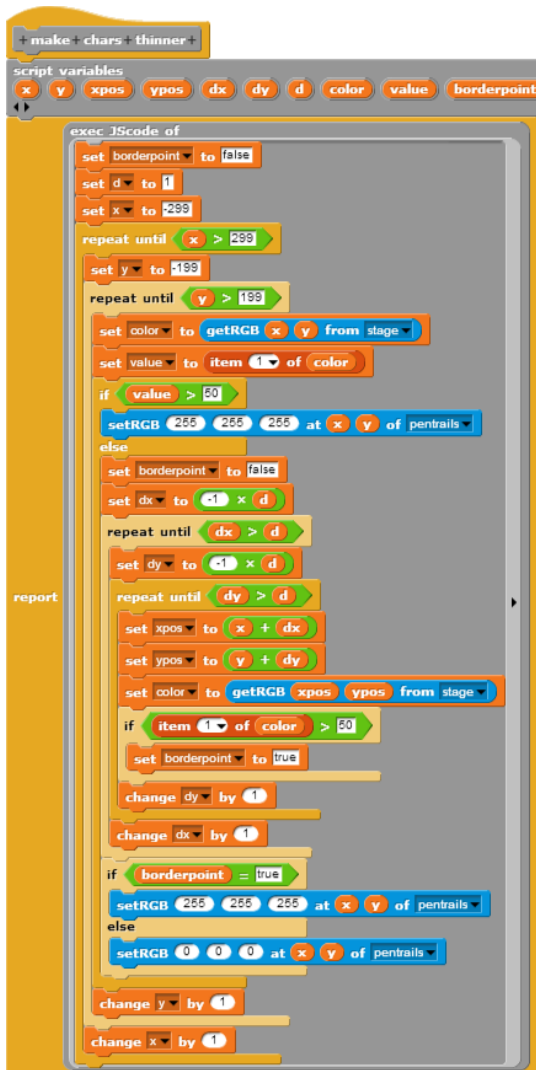 + make + chars + thinner +
script variables
x y xpos ypos dx dy d color value borderpoint
exec JScode of
set borderpoint to false
set d to 1
set x to -299
repeat until x > 299
set y to -199
repeat until y > 199
set color to getRGB x y from stage
set value to item 1 of color
if value > 50
setRGB 255 255 255 at x y of pentrails
else
set borderpoint to false
set dx to -1 × d
repeat until dx > d
set dy to -1 × d
report repeat until dy > d
set xpos to x + dx
set ypos to y + dy
set color to getRGB xpos ypos from stage
if item 1 of color > 50
set borderpoint to true
change dy by 1
change dx by 1
if borderpoint = true
setRGB 255 255 255 at x y of pentrails
else
setRGB 0 0 0 at x y of pentrails
change y by 1
change x by 1